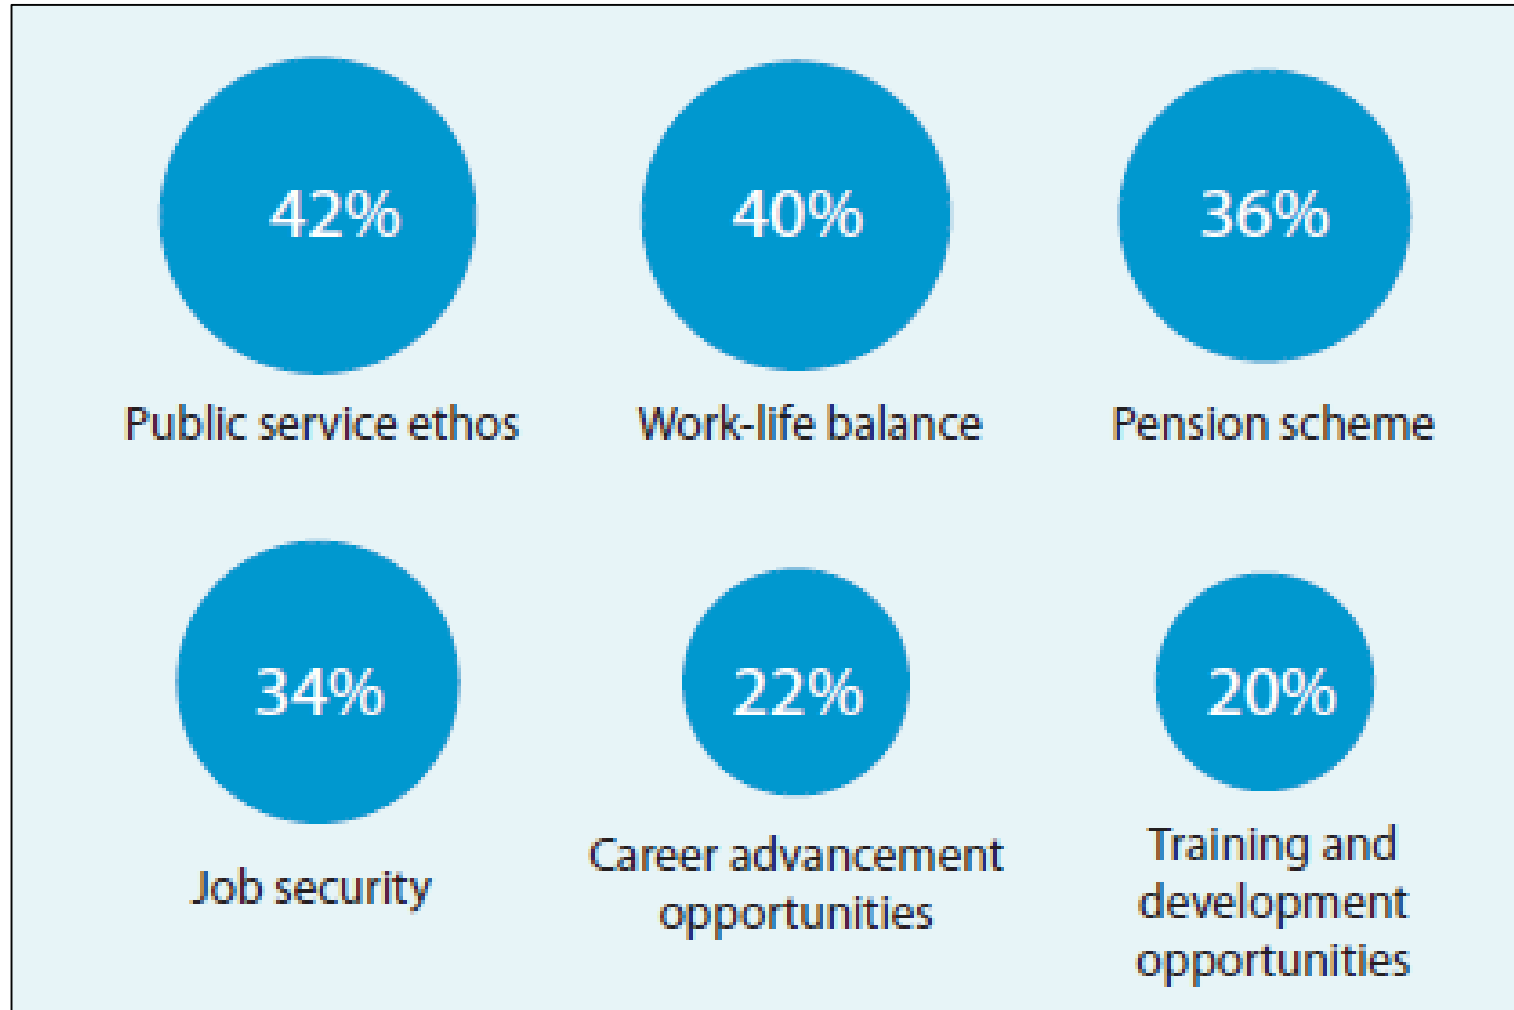 42%
40%
36%
Public service ethos
Work-life balance
Pension scheme
34%
22%
20%
Job security
Career advancement
opportunities
Training and
development
opportunities